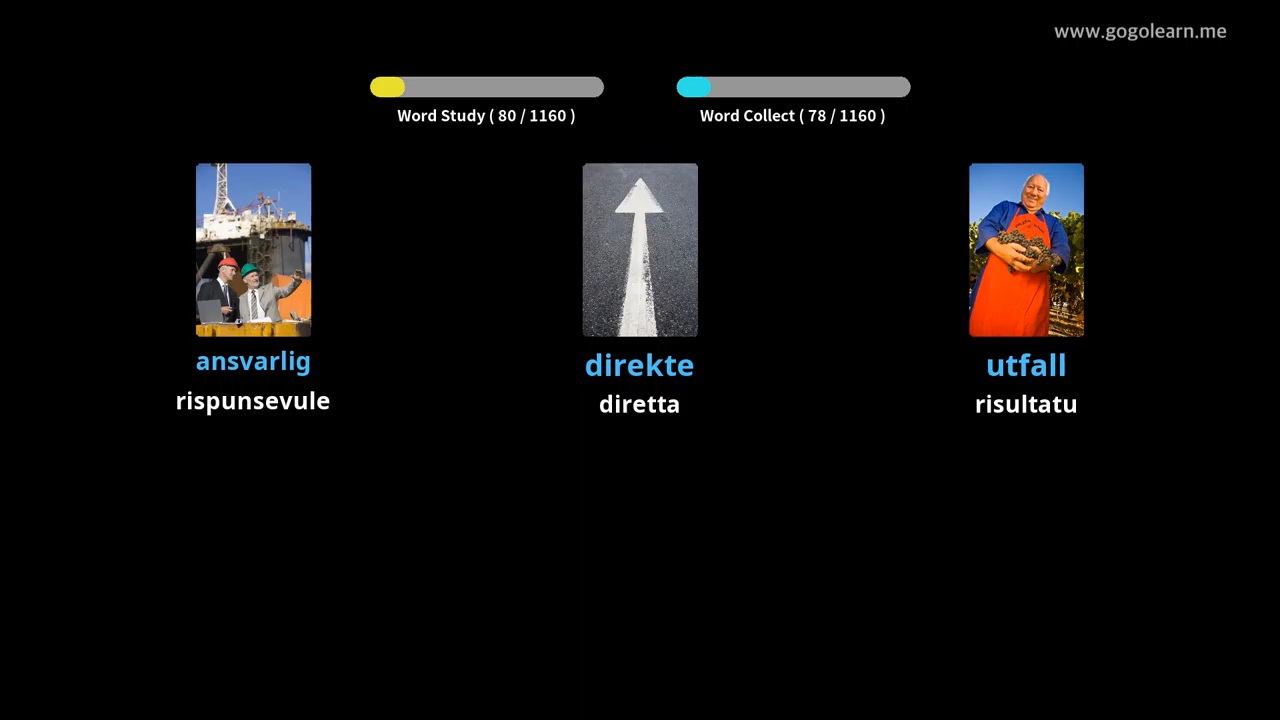 www.gogolearn.me
Word Study ( 80 / 1160 )
Word Collect ( 78 / 1160 )
ansvarlig
rispunsevule
direkte
diretta
utfall
risultatu